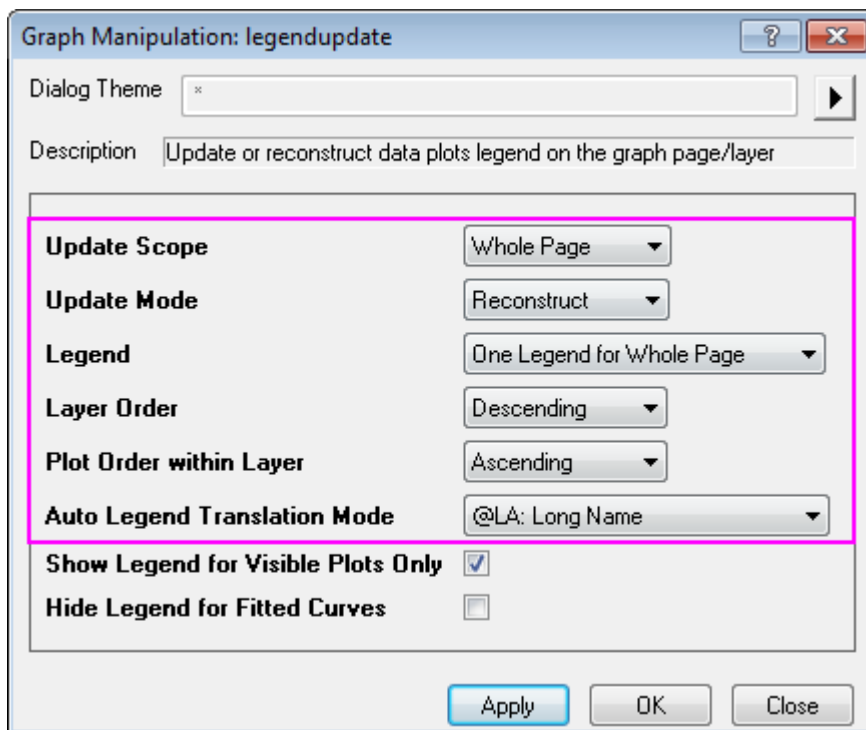 Graph Manipulation: legendupdate
Dialog Theme *
Description Update or reconstruct data plots legend on the graph page/layer
Update Scope Whole Page
Update Mode Reconstruct
Legend One Legend for Whole Page
Layer Order Descending
Plot Order within Layer Ascending
Auto Legend Translation Mode @LA: Long Name
Show Legend for Visible Plots Only
Hide Legend for Fitted Curves
Apply OK Close